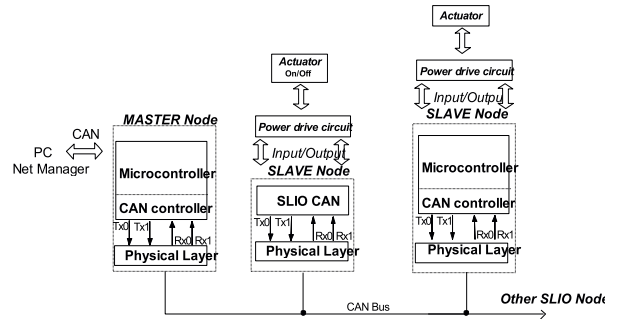 Actuator
Power drive circuit
Input/Outpu
SLAVE Node
Microcontroller
CAN controller
Tx0 Tx1 Rx0 Rx1
Physical Layer
Actuator
On/Off
Power drive circuit
Input/Output
SLAVE Node
SLIO CAN
Tx0 Tx1 Rx0 Rx1
Physical Layer
MASTER Node
Microcontroller
CAN controller
Tx0 Tx1 Rx0 Rx1
Physical Layer
CAN
PC
Net Manager
CAN Bus
Other SLIO Node